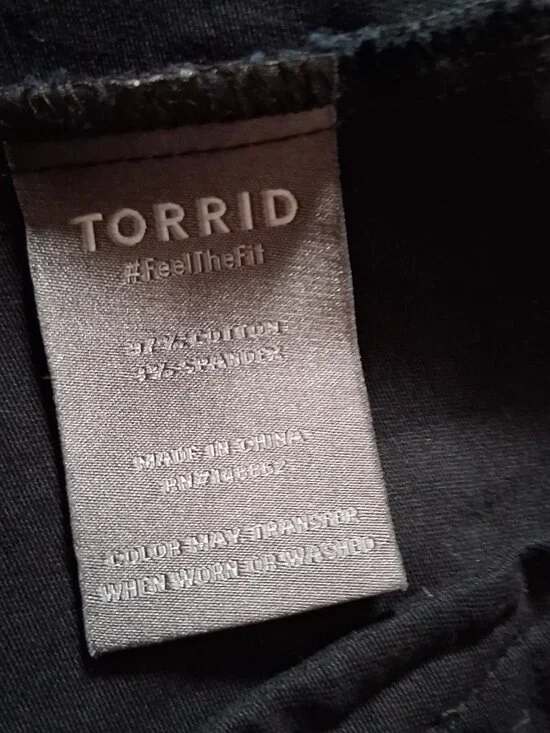 TORRID
#FeelTheFit
97% COTTON
3% SPANDEX
MADE IN CHINA
COLOR MAY TRANSFER
WHEN WORN OR WASHED